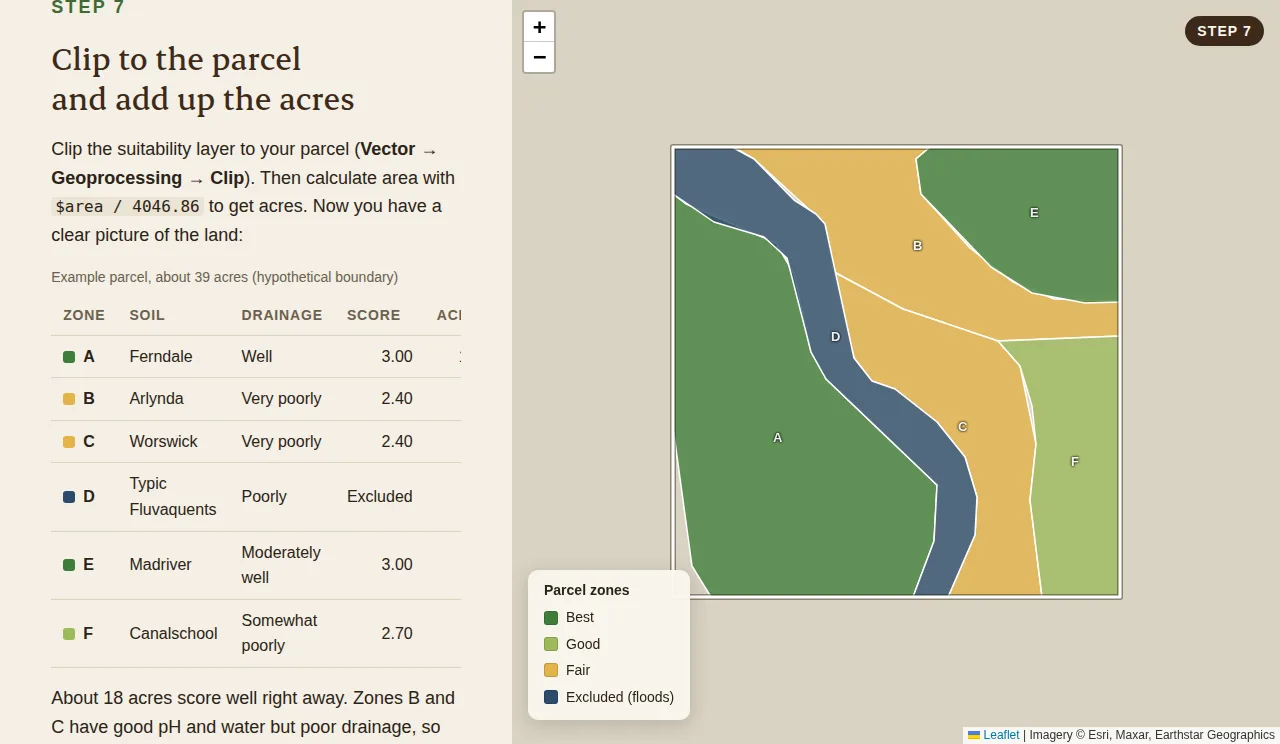 STEP 7
Clip to the parcel
and add up the acres
Clip the suitability layer to your parcel (Vector →
Geoprocessing → Clip). Then calculate area with
$area / 4046.86 to get acres. Now you have a
clear picture of the land:
Example parcel, about 39 acres (hypothetical boundary)
ZONE SOIL DRAINAGE SCORE
A Ferndale Well 3.00
B Arlynda Very poorly 2.40
C Worswick Very poorly 2.40
D Typic Fluvaquents Poorly Excluded
E Madriver Moderately well 3.00
F Canalschool Somewhat poorly 2.70
About 18 acres score well right away. Zones B and
C have good pH and water but poor drainage, so
+
−
STEP 7
E
B
D
C
A
F
Parcel zones
Best
Good
Fair
Excluded (floods)
Leaflet | Imagery © Esri, Maxar, Earthstar Geographics